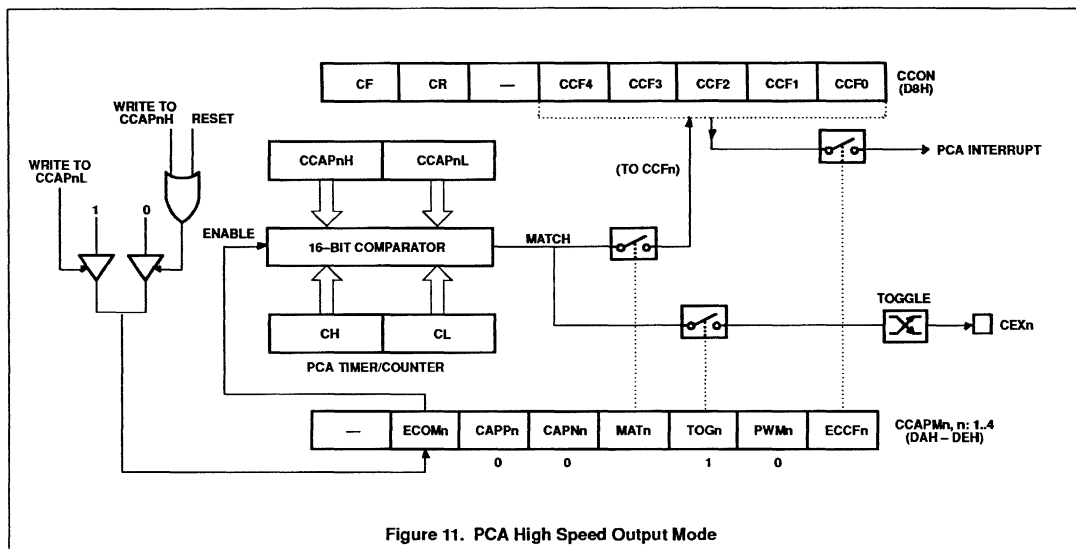 CF CR — CCF4 CCF3 CCF2 CCF1 CCF0
CCON
(D8H)
WRITE TO
CCAPnH
RESET
WRITE TO
CCAPnL
1
0
CCAPnH CCAPnL
(TO CCFn)
PCA INTERRUPT
ENABLE
16–BIT COMPARATOR
MATCH
TOGGLE
CEXn
CH CL
PCA TIMER/COUNTER
— ECOMn CAPPn CAPNn MATn TOGn PWMn ECCFn
CCAPMn, n: 1..4
(DAH – DEH)
0 0 1 0
Figure 11. PCA High Speed Output Mode